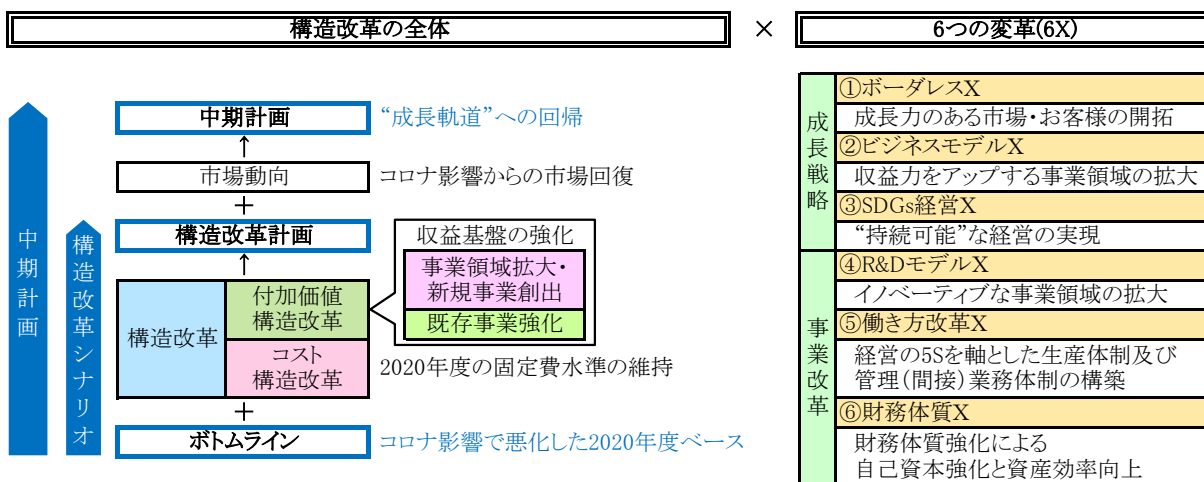 構造改革の全体
×
6つの変革(6X)
中期計画
構造改革シナリオ
中期計画
“成長軌道”への回帰
↑
市場動向
コロナ影響からの市場回復
+
構造改革計画
↑
構造改革
付加価値
構造改革
コスト
構造改革
収益基盤の強化
事業領域拡大・
新規事業創出
既存事業強化
2020年度の固定費水準の維持
+
ボトムライン
コロナ影響で悪化した2020年度ベース
成長戦略
①ボーダレスX
成長力のある市場・お客様の開拓
②ビジネスモデルX
収益力をアップする事業領域の拡大
③SDGs経営X
“持続可能”な経営の実現
事業改革
④R&DモデルX
イノベーティブな事業領域の拡大
⑤働き方改革X
経営の5Sを軸とした生産体制及び
管理(間接)業務体制の構築
⑥財務体質X
財務体質強化による
自己資本強化と資産効率向上